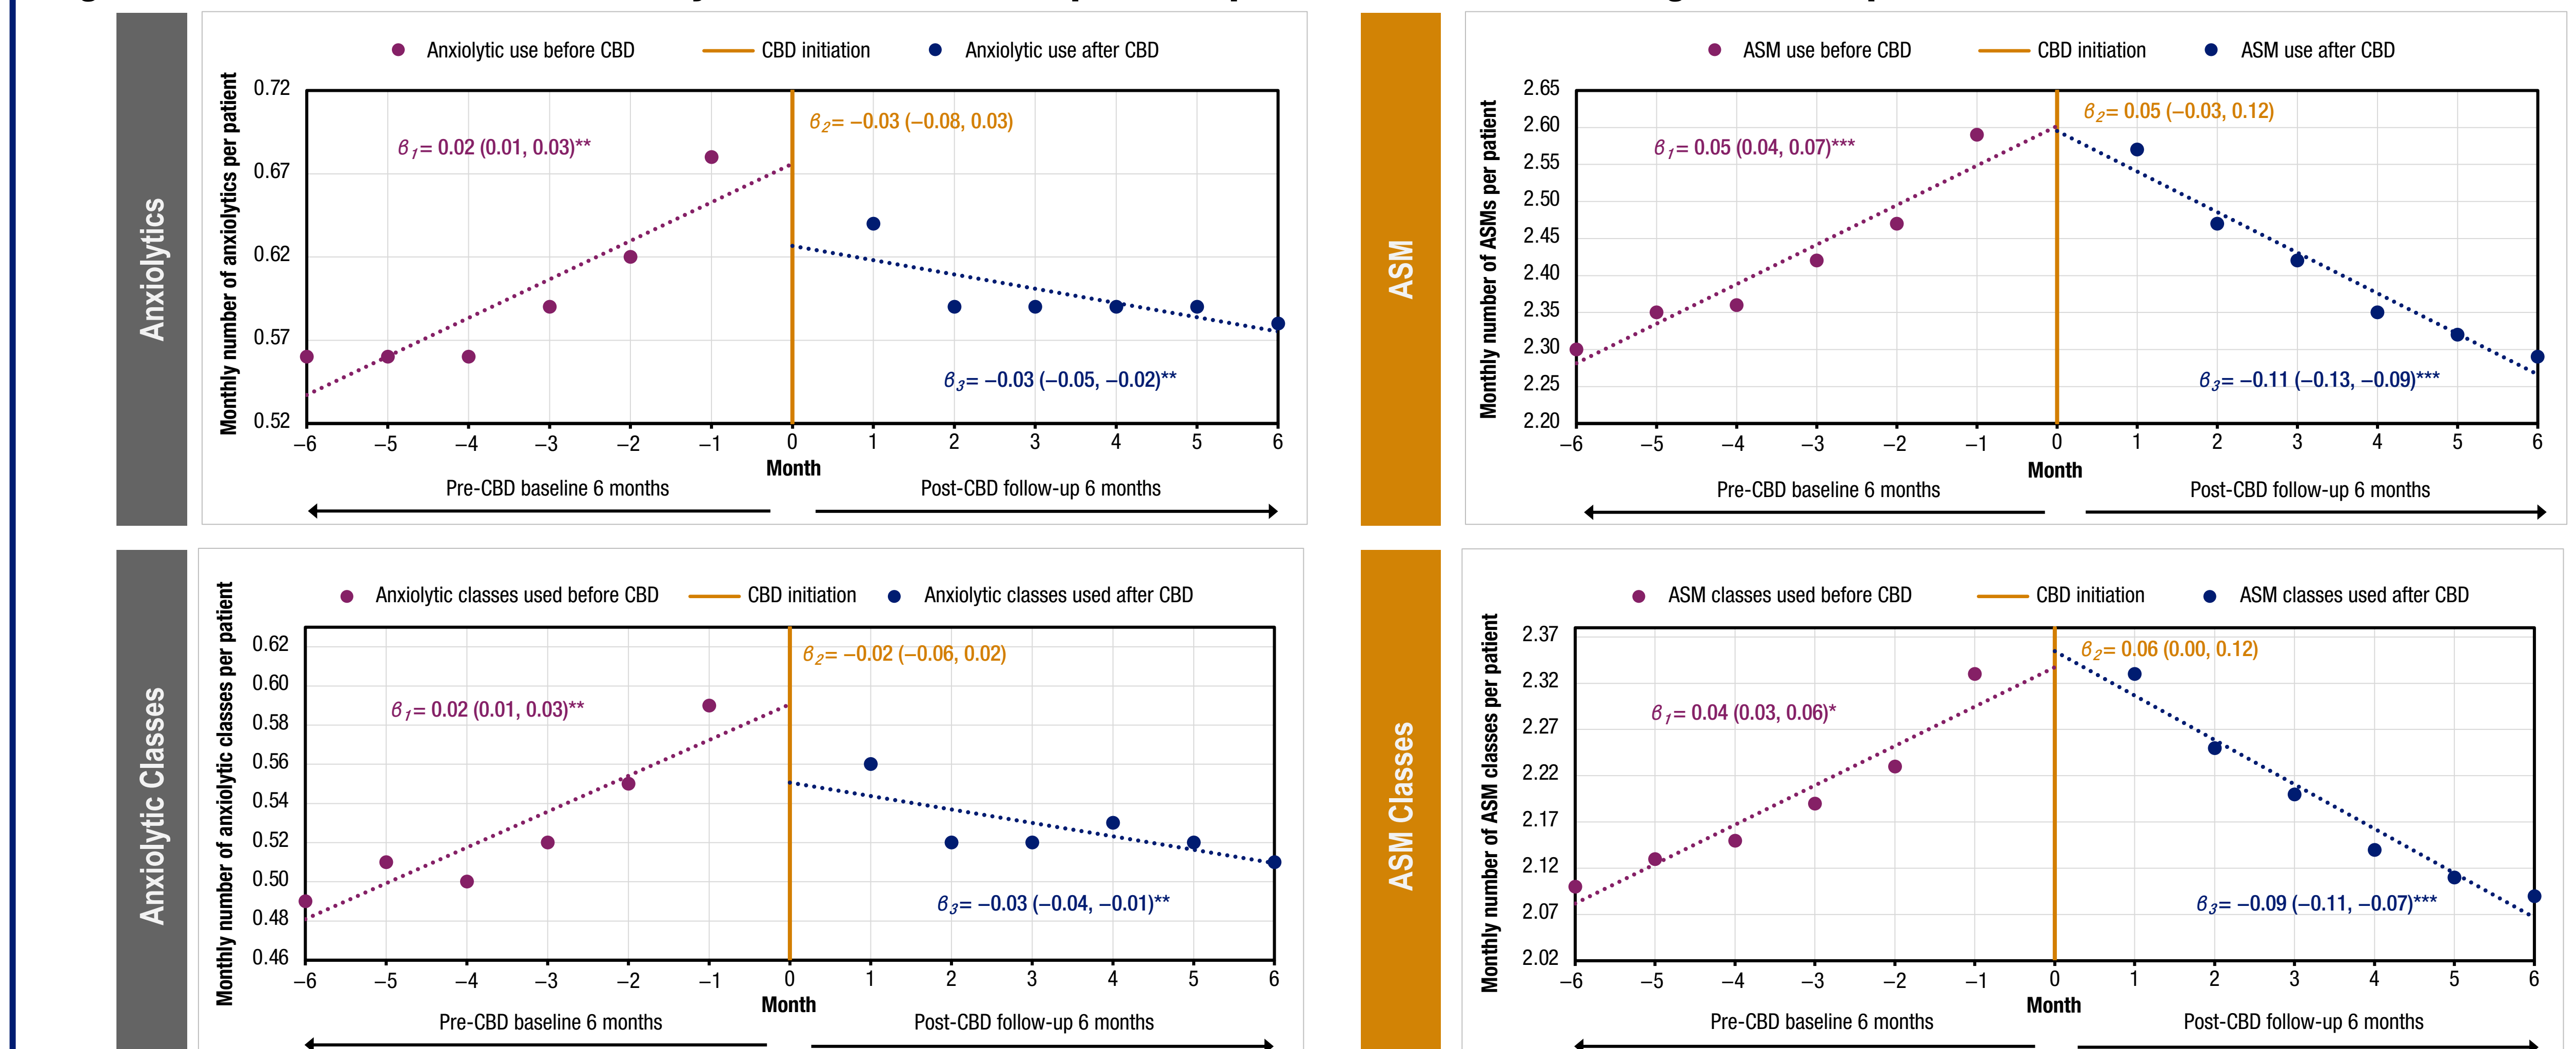 Anxiolytics
Anxiolytic use before CBD CBD initiation Anxiolytic use after CBD
Monthly number of anxiolytics per patient
0.72
0.67
0.62
0.57
0.52
β1= 0.02 (0.01, 0.03)**
β2= −0.03 (−0.08, 0.03)
β3= −0.03 (−0.05, −0.02)**
−6 −5 −4 −3 −2 −1 0 1 2 3 4 5 6
Month
Pre-CBD baseline 6 months Post-CBD follow-up 6 months
ASM
ASM use before CBD CBD initiation ASM use after CBD
Monthly number of ASMs per patient
2.65
2.60
2.55
2.50
2.45
2.40
2.35
2.30
2.25
2.20
β1= 0.05 (0.04, 0.07)***
β2= 0.05 (−0.03, 0.12)
β3= −0.11 (−0.13, −0.09)***
−6 −5 −4 −3 −2 −1 0 1 2 3 4 5 6
Month
Pre-CBD baseline 6 months Post-CBD follow-up 6 months
Anxiolytic Classes
Anxiolytic classes used before CBD CBD initiation Anxiolytic classes used after CBD
Monthly number of anxiolytic classes per patient
0.62
0.60
0.58
0.56
0.54
0.52
0.50
0.48
0.46
β1= 0.02 (0.01, 0.03)**
β2= −0.02 (−0.06, 0.02)
β3= −0.03 (−0.04, −0.01)**
−6 −5 −4 −3 −2 −1 0 1 2 3 4 5 6
Month
Pre-CBD baseline 6 months Post-CBD follow-up 6 months
ASM Classes
ASM classes used before CBD CBD initiation ASM classes used after CBD
Monthly number of ASM classes per patient
2.37
2.32
2.27
2.22
2.17
2.12
2.07
2.02
β1= 0.04 (0.03, 0.06)*
β2= 0.06 (0.00, 0.12)
β3= −0.09 (−0.11, −0.07)***
−6 −5 −4 −3 −2 −1 0 1 2 3 4 5 6
Month
Pre-CBD baseline 6 months Post-CBD follow-up 6 months